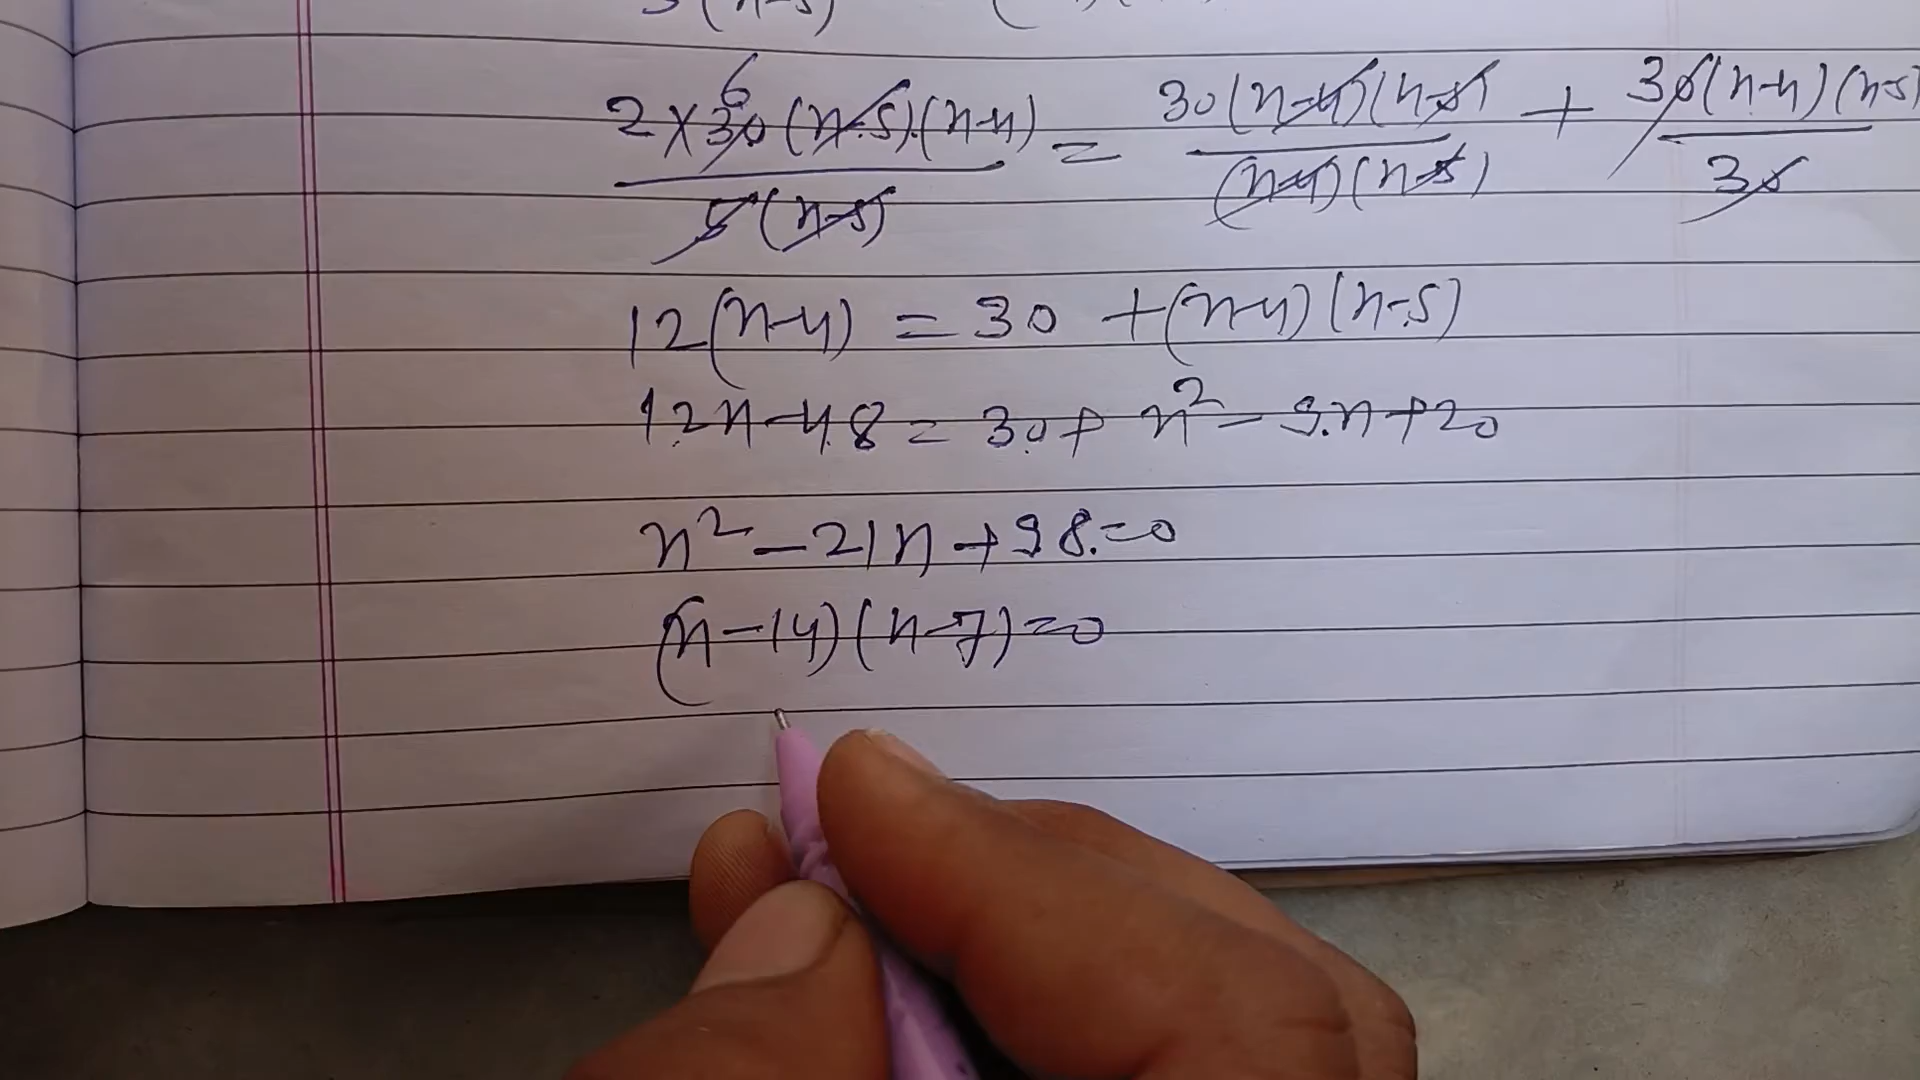 2×30(n-5).(n-4)/5(n-5) = 30(n-4)(n-5)/(n-4)(n-5) + 30(n-4)(n-5)/30
6
12(n-4) = 30 +(n-4)(n-5)
12n-48 = 30+ n²- 9n+20
n²-21n+98=0
(n-14)(n-7)=0